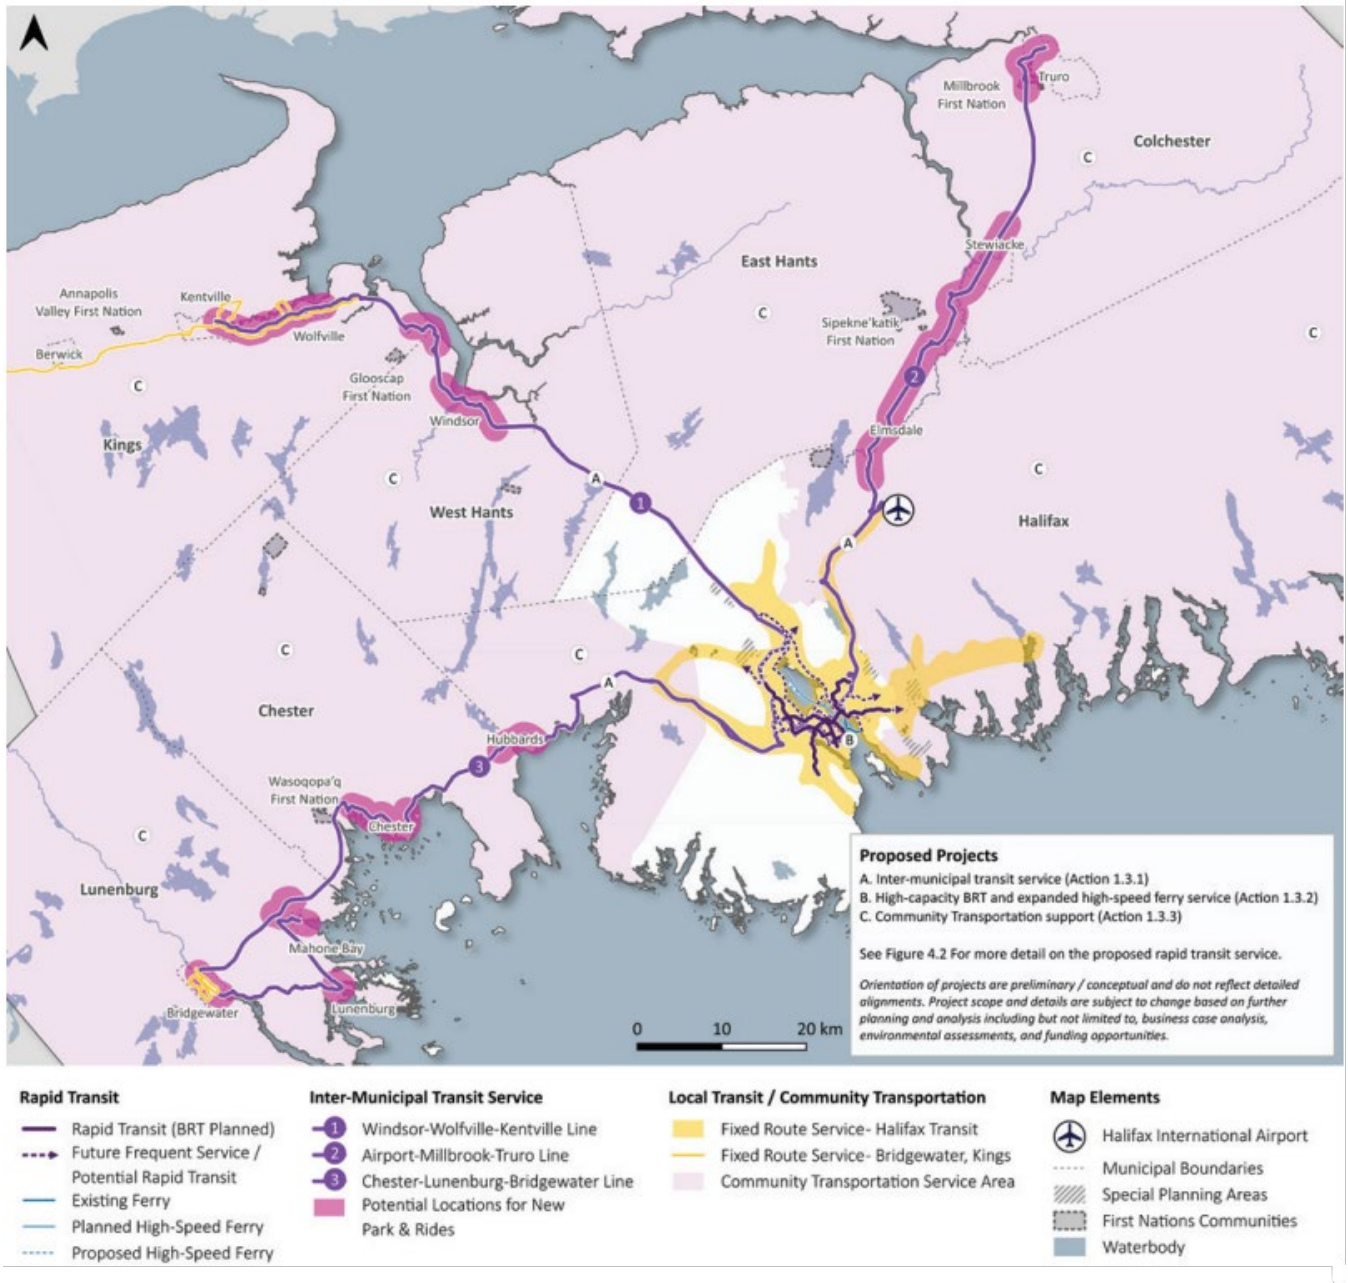 Millbrook
First Nation
Truro
Colchester
C
Stewiacke
East Hants
C
Annapolis
Valley First Nation
Kentville
Wolfville
Berwick
C
Sipekne'katik
First Nation
C
2
Glooscap
First Nation
Windsor
Elmsdale
Kings
C
A
1
C
West Hants
Halifax
A
C
C
A
Chester
B
Hubbards
3
Wasoqopa'q
First Nation
Chester
C
Lunenburg
Mahone Bay
Bridgewater
Lunenburg
0 10 20 km
Proposed Projects
A. Inter-municipal transit service (Action 1.3.1)
B. High-capacity BRT and expanded high-speed ferry service (Action 1.3.2)
C. Community Transportation support (Action 1.3.3)
See Figure 4.2 For more detail on the proposed rapid transit service.
Orientation of projects are preliminary / conceptual and do not reflect detailed
alignments. Project scope and details are subject to change based on further
planning and analysis including but not limited to, business case analysis,
environmental assessments, and funding opportunities.
Rapid Transit
Rapid Transit (BRT Planned)
Future Frequent Service /
Potential Rapid Transit
Existing Ferry
Planned High-Speed Ferry
Proposed High-Speed Ferry
Inter-Municipal Transit Service
1 Windsor-Wolfville-Kentville Line
2 Airport-Millbrook-Truro Line
3 Chester-Lunenburg-Bridgewater Line
Potential Locations for New
Park & Rides
Local Transit / Community Transportation
Fixed Route Service- Halifax Transit
Fixed Route Service- Bridgewater, Kings
Community Transportation Service Area
Map Elements
Halifax International Airport
Municipal Boundaries
Special Planning Areas
First Nations Communities
Waterbody